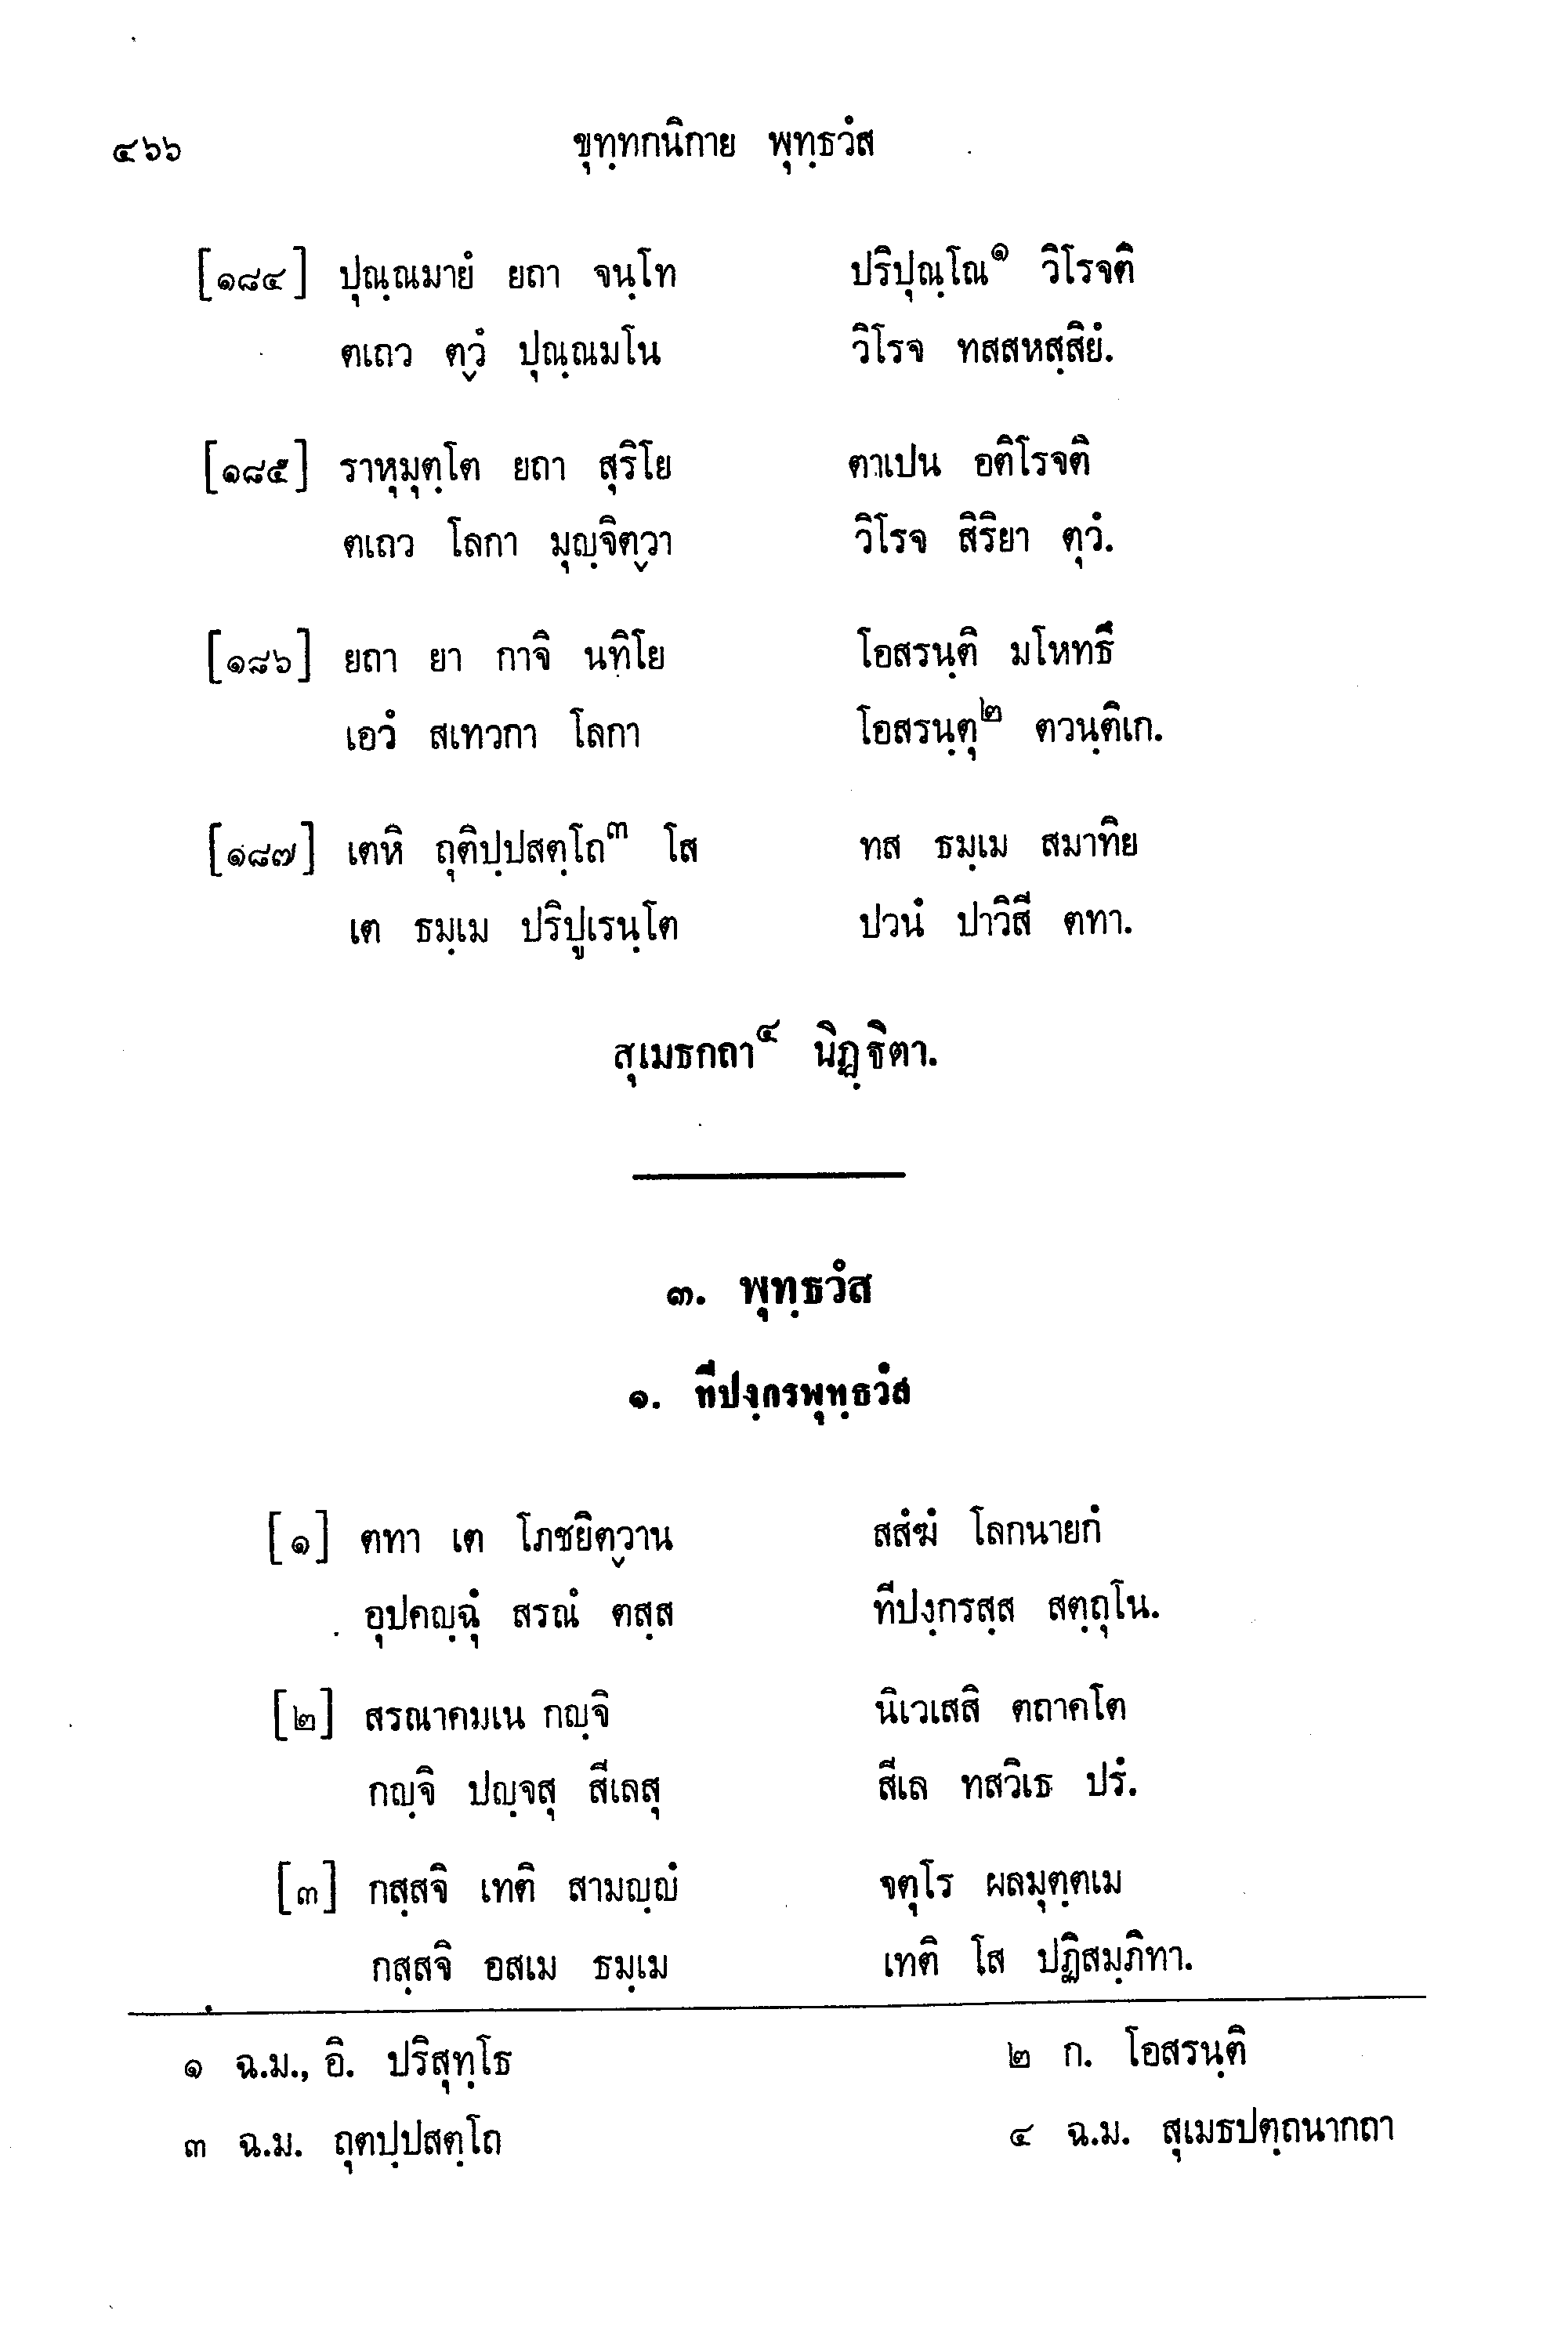 ๔๖๖ ขุทฺทกนิกาย พุทฺธวํส
[๑๘๔] ปุณฺณมายํ ยถา จนฺโท ปริปุณฺโณ๑ วิโรจติ
ตเถว ตฺวํ ปุณฺณมโน วิโรจ ทสสหสฺสิยํ.
[๑๘๕] ราหุมุตฺโต ยถา สุริโย ตาเปน อติโรจติ
ตเถว โลกา มุญฺจิตฺวา วิโรจ สิริยา ตุวํ.
[๑๘๖] ยถา ยา กาจิ นทิโย โอสรนฺติ มโหทธึ
เอวํ สเทวกา โลกา โอสรนฺตุ๒ ตวนฺติเก.
[๑๘๗] เตหิ ถุติปฺปสตฺโถ๓ โส ทส ธมฺเม สมาทิย
เต ธมฺเม ปริปูเรนฺโต ปวนํ ปาวิสี ตทา.
สุเมธกถา๔ นิฏฺฐิตา.
๓. พุทฺธวํส
๑. ทีปงฺกรพุทฺธวํส
[๑] ตทา เต โภชยิตฺวาน สสํฆํ โลกนายกํ
อุปคญฺฉุํ สรณํ ตสฺส ทีปงฺกรสฺส สตฺถุโน.
[๒] สรณาคมเน กญฺจิ นิเวเสสิ ตถาคโต
กญฺจิ ปญฺจสุ สีเลสุ สีเล ทสวิเธ ปรํ.
[๓] กสฺสจิ เทติ สามญฺญํ จตุโร ผลมุตฺตเม
กสฺสจิ อสเม ธมฺเม เทติ โส ปฏิสมฺภิทา.
๑ ฉ.ม., อิ. ปริสุทฺโธ ๒ ก. โอสรนฺติ
๓ ฉ.ม. ถุตปฺปสตฺโถ ๔ ฉ.ม. สุเมธปตฺถนากถา